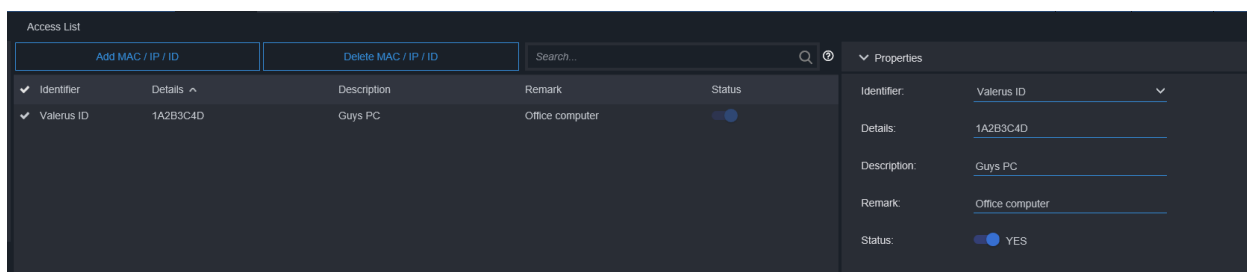 Access List
Add MAC / IP / ID
Delete MAC / IP / ID
Search...
Identifier Details Description Remark Status
Valerus ID 1A2B3C4D Guys PC Office computer
Properties
Identifier: Valerus ID
Details: 1A2B3C4D
Description: Guys PC
Remark: Office computer
Status: YES